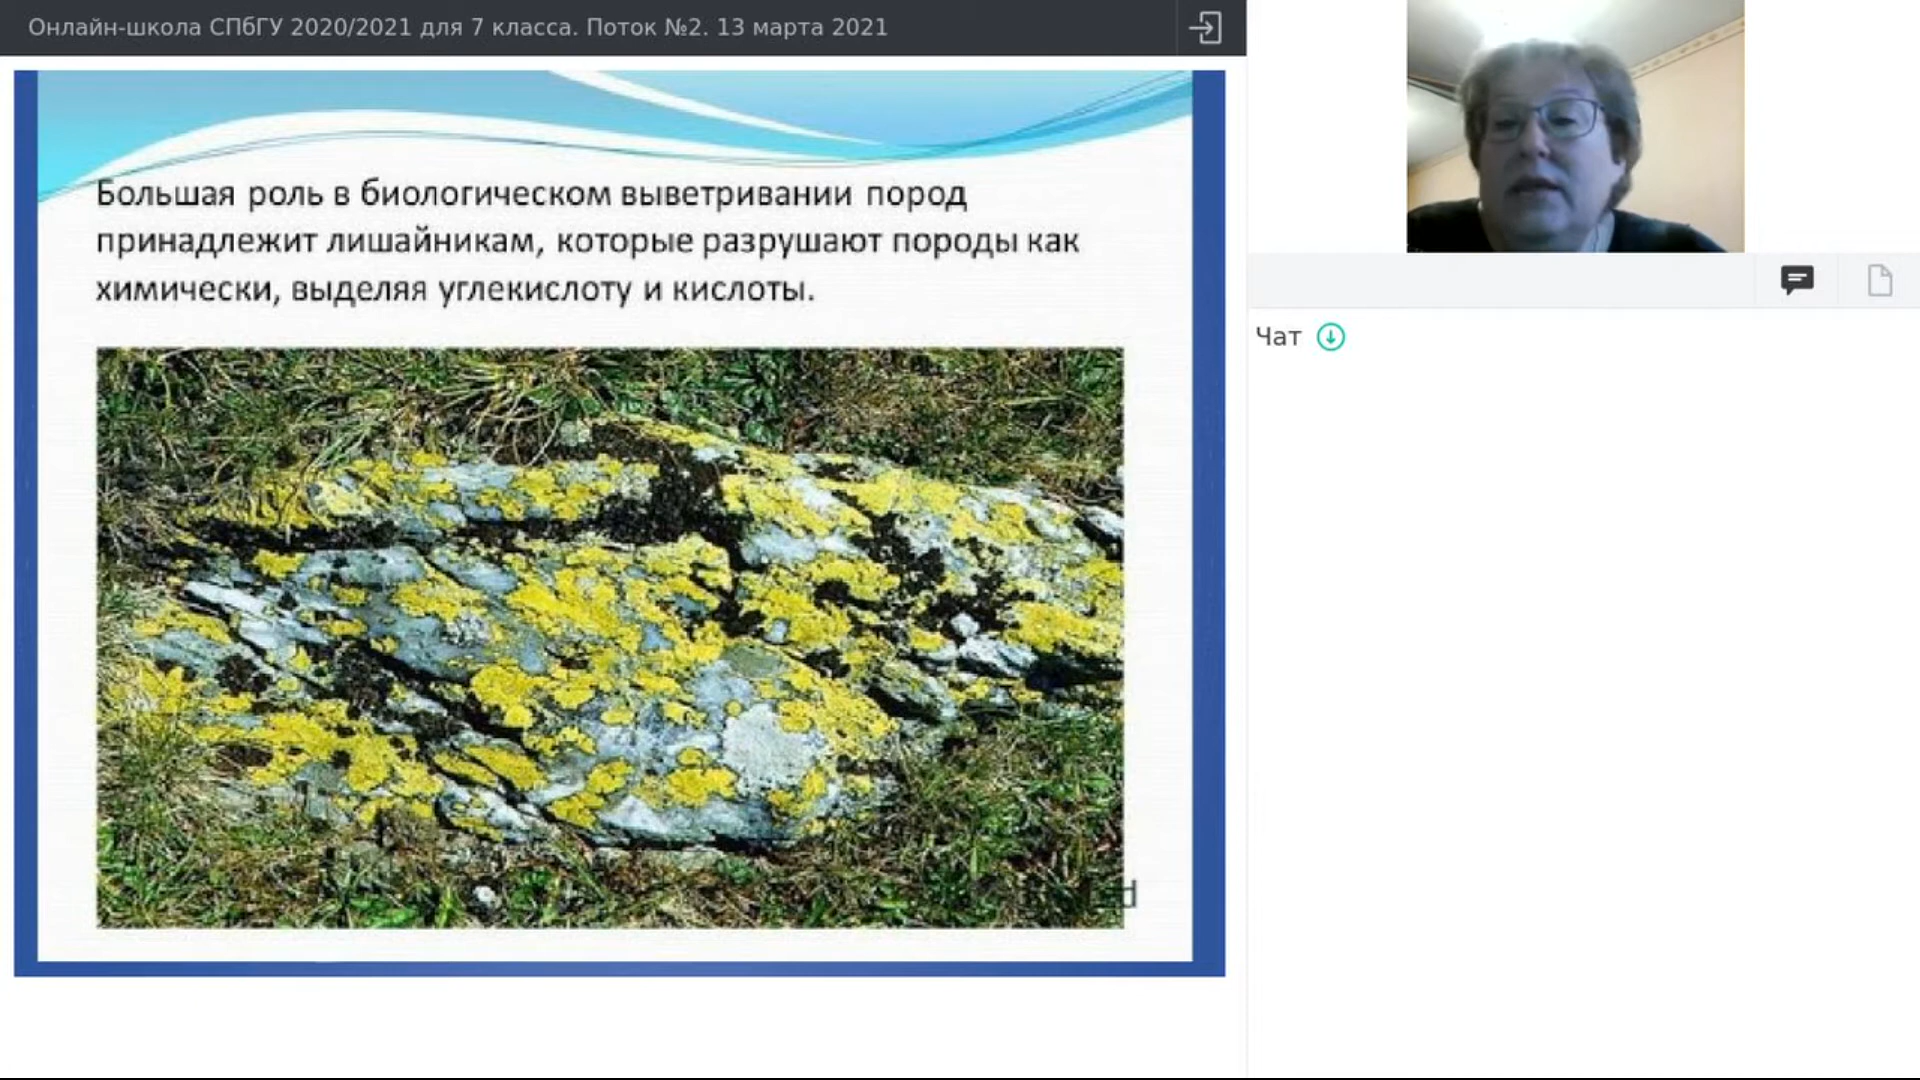 Онлайн-школа СПбГУ 2020/2021 для 7 класса. Поток №2. 13 марта 2021
Большая роль в биологическом выветривании пород
принадлежит лишайникам, которые разрушают породы как
химически, выделяя углекислоту и кислоты.
Чат